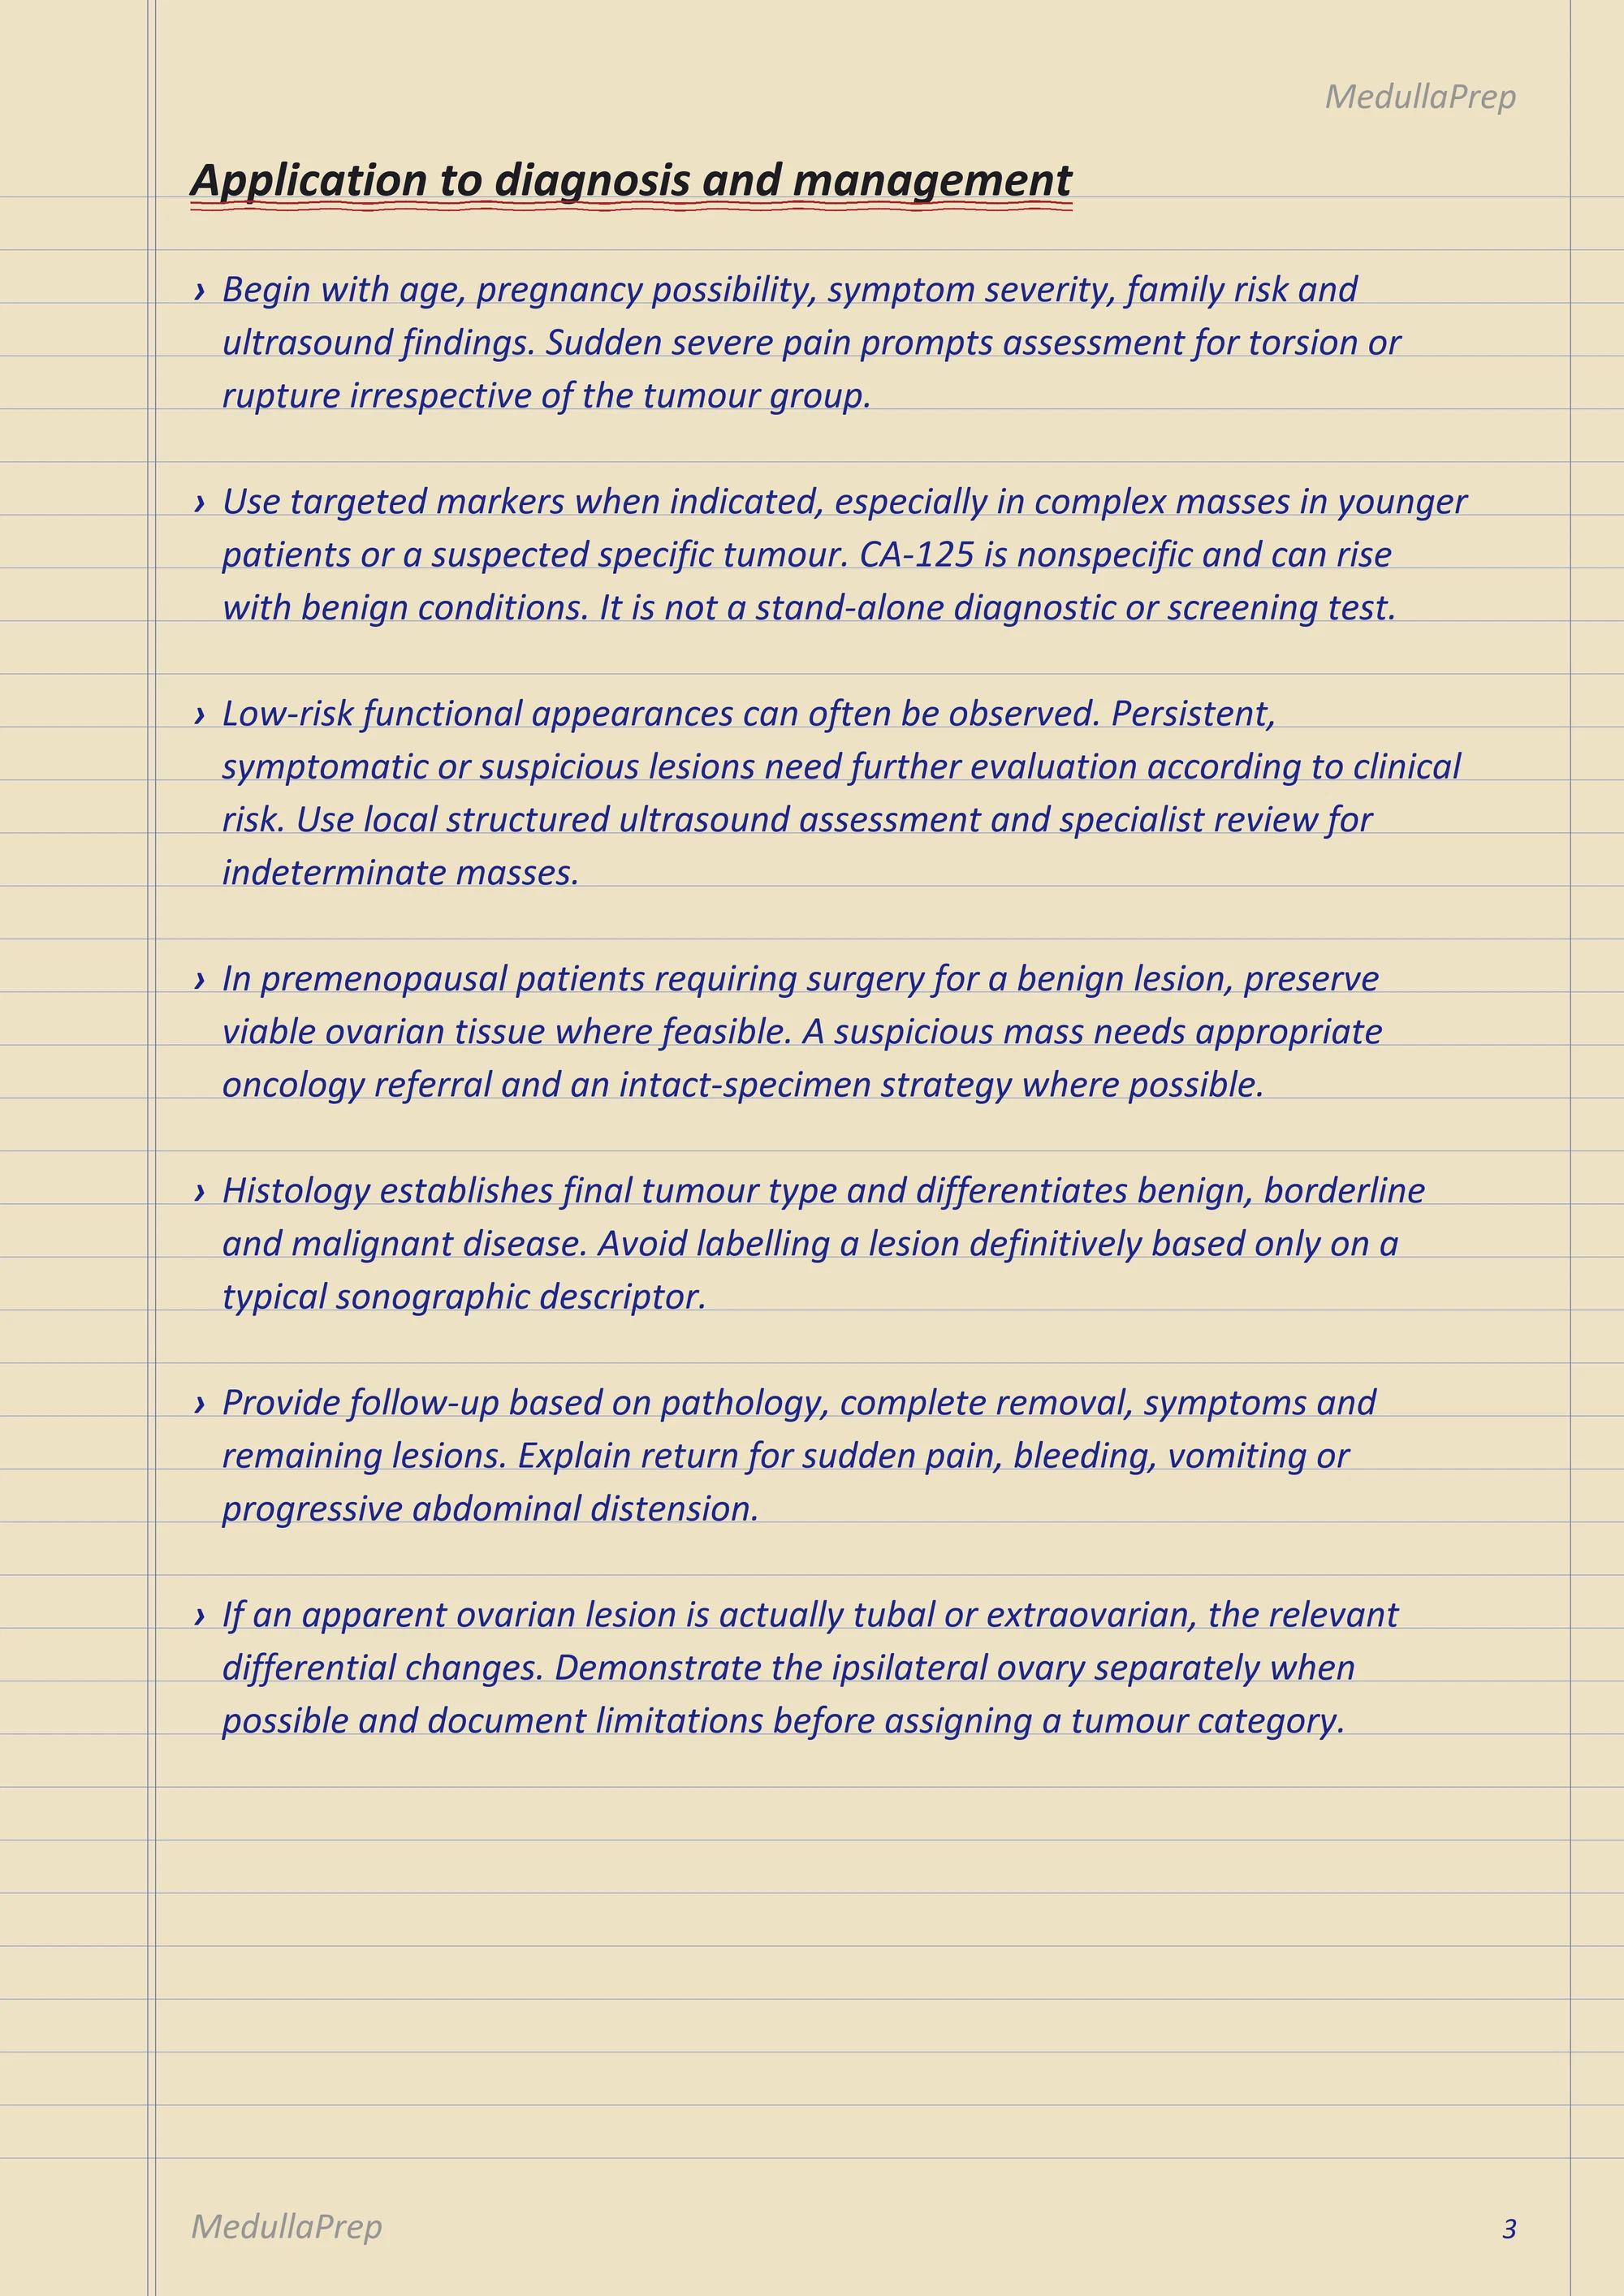 MedullaPrep
Application to diagnosis and management
› Begin with age, pregnancy possibility, symptom severity, family risk and
ultrasound findings. Sudden severe pain prompts assessment for torsion or
rupture irrespective of the tumour group.
› Use targeted markers when indicated, especially in complex masses in younger
patients or a suspected specific tumour. CA-125 is nonspecific and can rise
with benign conditions. It is not a stand-alone diagnostic or screening test.
› Low-risk functional appearances can often be observed. Persistent,
symptomatic or suspicious lesions need further evaluation according to clinical
risk. Use local structured ultrasound assessment and specialist review for
indeterminate masses.
› In premenopausal patients requiring surgery for a benign lesion, preserve
viable ovarian tissue where feasible. A suspicious mass needs appropriate
oncology referral and an intact-specimen strategy where possible.
› Histology establishes final tumour type and differentiates benign, borderline
and malignant disease. Avoid labelling a lesion definitively based only on a
typical sonographic descriptor.
› Provide follow-up based on pathology, complete removal, symptoms and
remaining lesions. Explain return for sudden pain, bleeding, vomiting or
progressive abdominal distension.
› If an apparent ovarian lesion is actually tubal or extraovarian, the relevant
differential changes. Demonstrate the ipsilateral ovary separately when
possible and document limitations before assigning a tumour category.
MedullaPrep
3